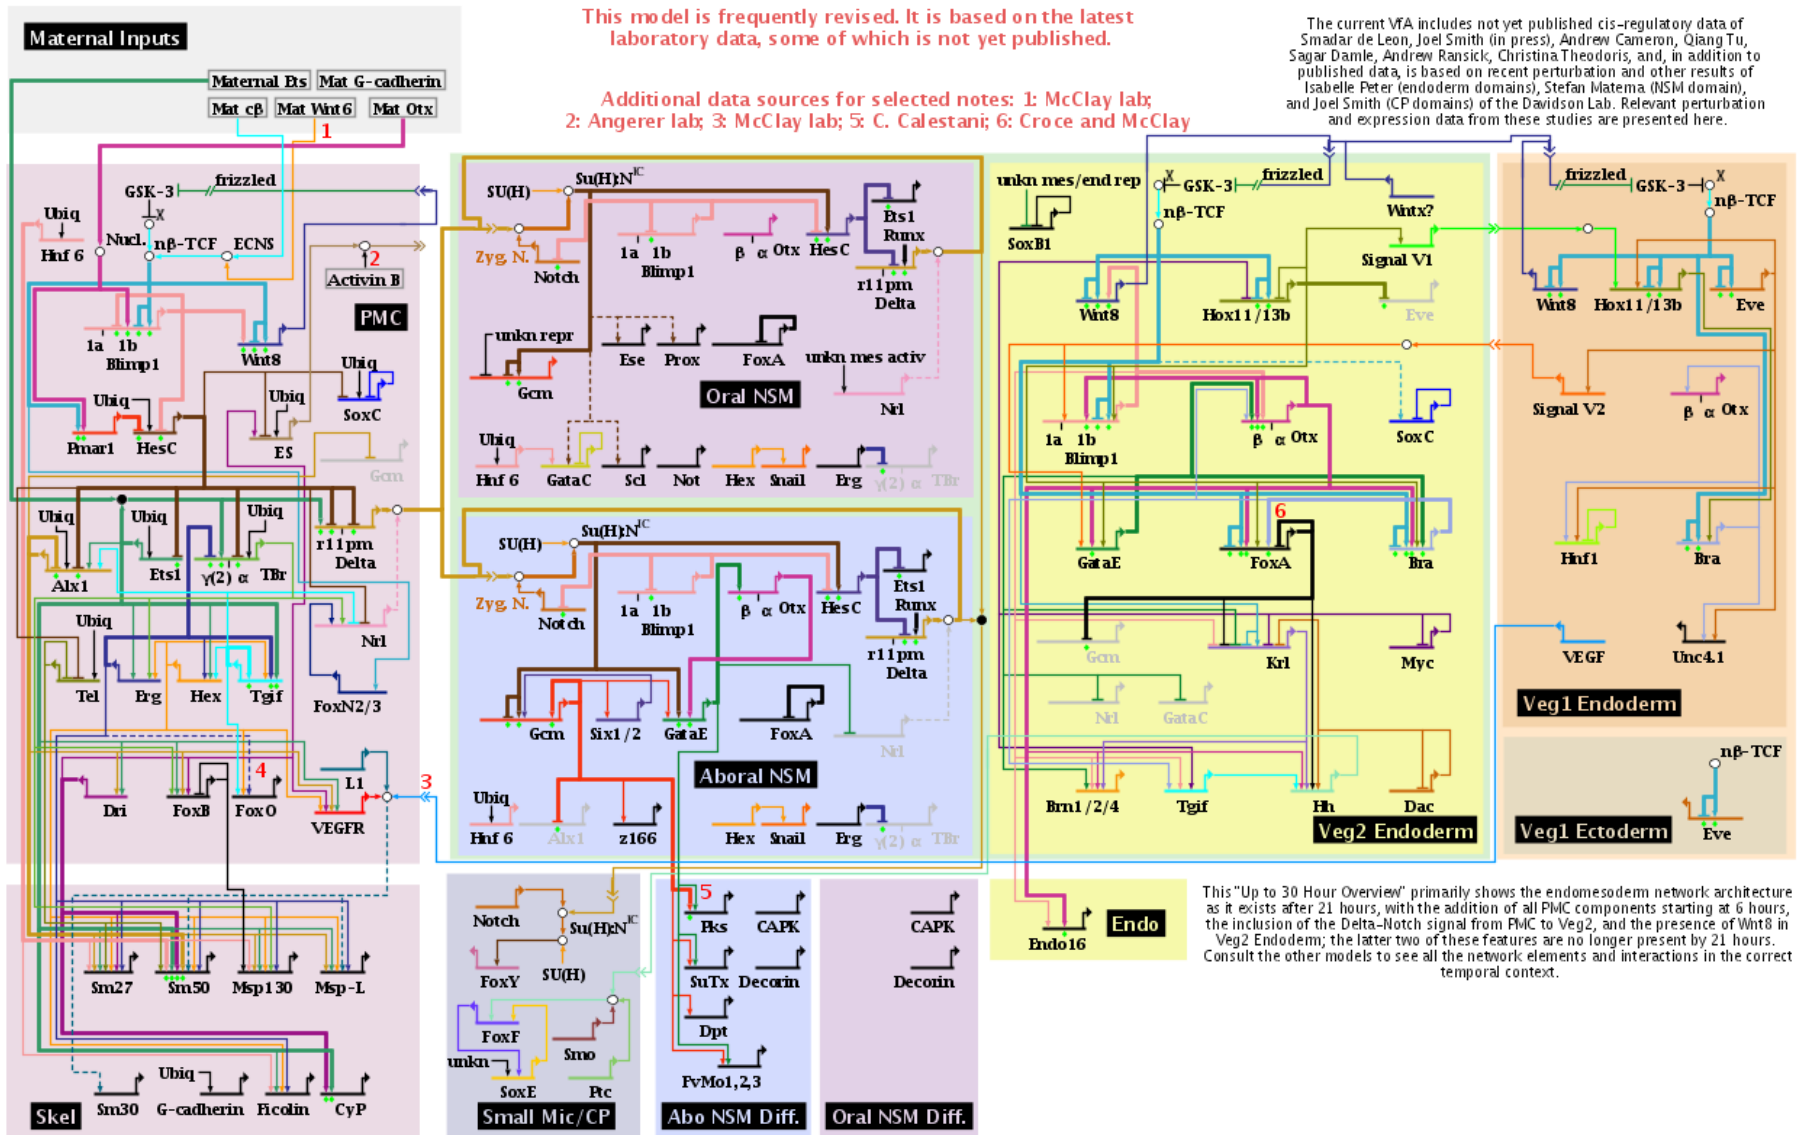 This model is frequently revised. It is based on the latest
laboratory data, some of which is not yet published.
Additional data sources for selected notes: 1: McClay lab;
2: Angerer lab; 3: McClay lab; 5: C. Calestani; 6: Croce and McClay
The current VfA includes not yet published cis-regulatory data of
Smadar de Leon, Joel Smith (in press), Andrew Cameron, Qiang Tu,
Sagar Damle, Andrew Ransick, Christina Theodoris, and, in addition to
published data, is based on recent perturbation and other results of
Isabelle Peter (endoderm domains), Stefan Materna (NSM domain),
and Joel Smith (CP domains) of the Davidson Lab. Relevant perturbation
and expression data from these studies are presented here.
Maternal Inputs
Maternal Ets
Mat G-cadherin
Mat cβ
Mat Wnt6
Mat Otx
1
GSK-3
frizzled
X
Ubiq
Hnf 6
Nucl.
nβ-TCF
ECNS
2
Activin B
PMC
1a
1b
Blimp1
Wnt8
Ubiq
SoxC
Ubiq
Pmar1
HesC
Ubiq
ES
Gcm
Ubiq
Ubiq
Ubiq
r11pm
Delta
Alx1
Ets1
γ(2)
α
TBr
Ubiq
Nrl
Tel
Erg
Hex
Tgif
FoxN2/3
4
L1
3
Dri
FoxB
FoxO
VEGFR
Sm27
Sm50
Msp130
Msp-L
Ubiq
Sm30
G-cadherin
Ficolin
CyP
Skel
SU(H)
Su(H):N
IC
Zyg. N.
Notch
1a
1b
Blimp1
β
α
Otx
HesC
Ets1
Runx
r11pm
Delta
unkn repr
Gcm
Ese
Prox
FoxA
unkn mes activ
Nrl
Oral NSM
Ubiq
Hnf 6
GataC
Scl
Not
Hex
Snail
Erg
γ(2)
α
TBr
SU(H)
Su(H):N
IC
Zyg. N.
Notch
1a
1b
Blimp1
β
α
Otx
HesC
Ets1
Runx
r11pm
Delta
Gcm
Six1/2
GataE
FoxA
Nrl
Aboral NSM
Ubiq
Hnf 6
Alx1
z166
Hex
Snail
Erg
γ(2)
α
TBr
Notch
Su(H):N
IC
FoxY
SU(H)
FoxF
Smo
unkn
SoxE
Ptc
Small Mic/CP
5
Pks
CAPK
SuTx
Decorin
Dpt
FvMo1,2,3
Abo NSM Diff.
CAPK
Decorin
Oral NSM Diff.
unkn mes/end rep
SoxB1
X
GSK-3
frizzled
nβ-TCF
Wntx?
Signal V1
Wnt8
Hox11/13b
Eve
1a
1b
Blimp1
β
α
Otx
SoxC
6
GataE
FoxA
Bra
Gcm
Krl
Myc
Nrl
GataC
Brn1/2/4
Tgif
Hh
Dac
Veg2 Endoderm
Endo16
Endo
frizzled
GSK-3
X
nβ-TCF
Wnt8
Hox11/13b
Eve
Signal V2
β
α
Otx
Hnf1
Bra
VEGF
Unc4.1
Veg1 Endoderm
nβ-TCF
Veg1 Ectoderm
Eve
This "Up to 30 Hour Overview" primarily shows the endomesoderm network architecture
as it exists after 21 hours, with the addition of all PMC components starting at 6 hours,
the inclusion of the Delta-Notch signal from PMC to Veg2, and the presence of Wnt8 in
Veg2 Endoderm; the latter two of these features are no longer present by 21 hours.
Consult the other models to see all the network elements and interactions in the correct
temporal context.